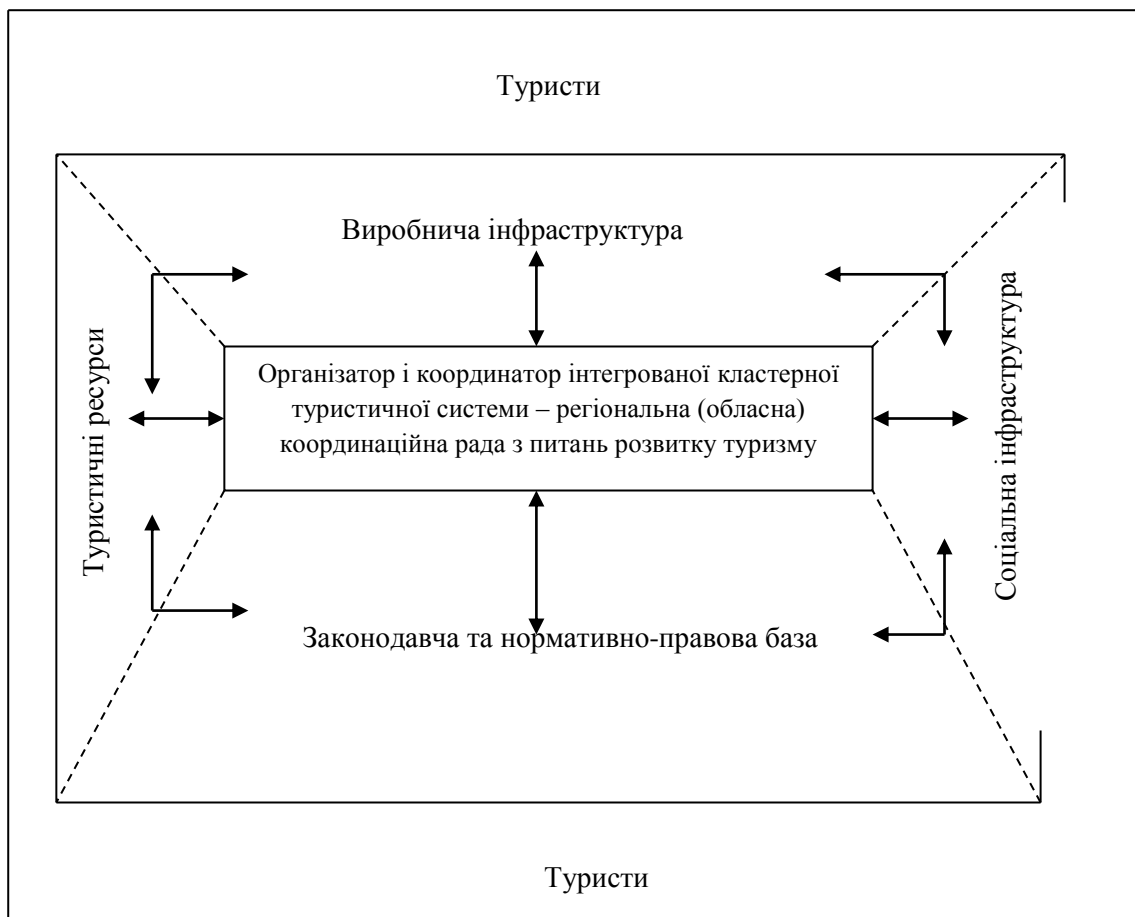 Туристи
Виробнича інфраструктура
Туристичні ресурси
Організатор і координатор інтегрованої кластерної
туристичної системи – регіональна (обласна)
координаційна рада з питань розвитку туризму
Соціальна інфраструктура
Законодавча та нормативно-правова база
Туристи